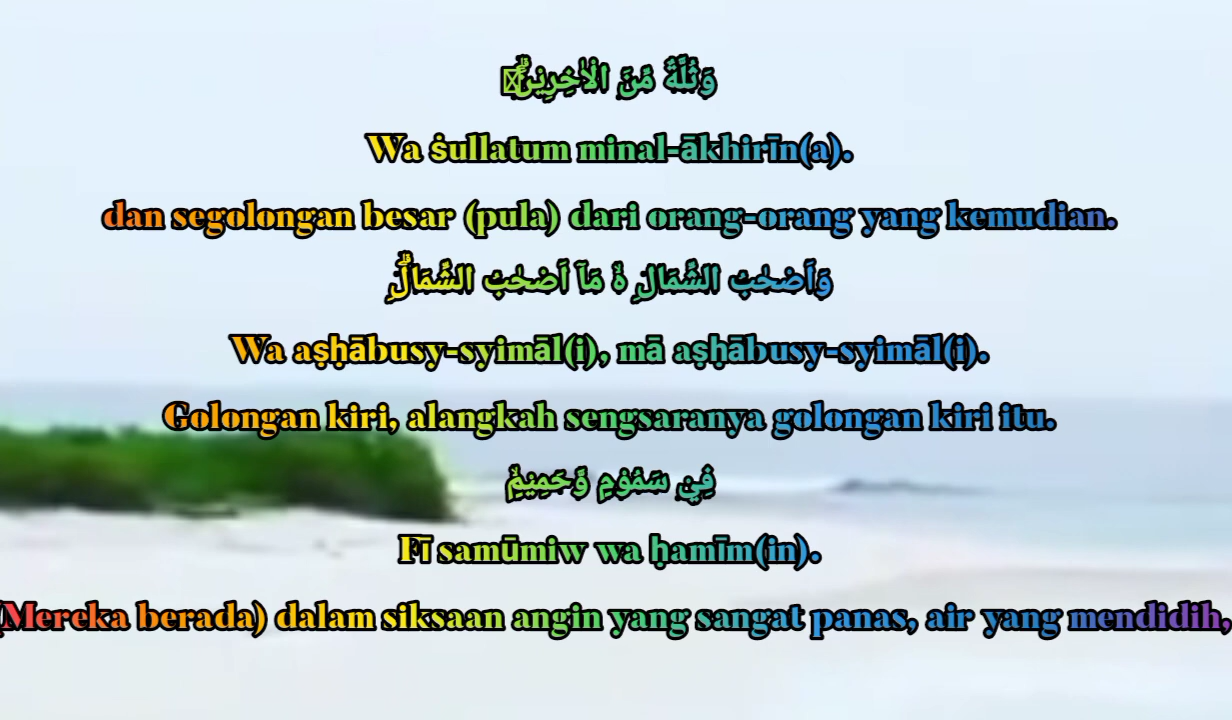 وَثُلَّةٌ مِّنَ الْاٰخِرِيْنَۗ
Wa ṡullatum minal-ākhirīn(a).
dan segolongan besar (pula) dari orang-orang yang kemudian.
وَاَصْحٰبُ الشِّمَالِ ەۙ مَآ اَصْحٰبُ الشِّمَالِۗ
Wa aṣḥābusy-syimāl(i), mā aṣḥābusy-syimāl(i).
Golongan kiri, alangkah sengsaranya golongan kiri itu.
فِيْ سَمُوْمٍ وَّحَمِيْمٍۙ
Fī samūmiw wa ḥamīm(in).
(Mereka berada) dalam siksaan angin yang sangat panas, air yang mendidih,